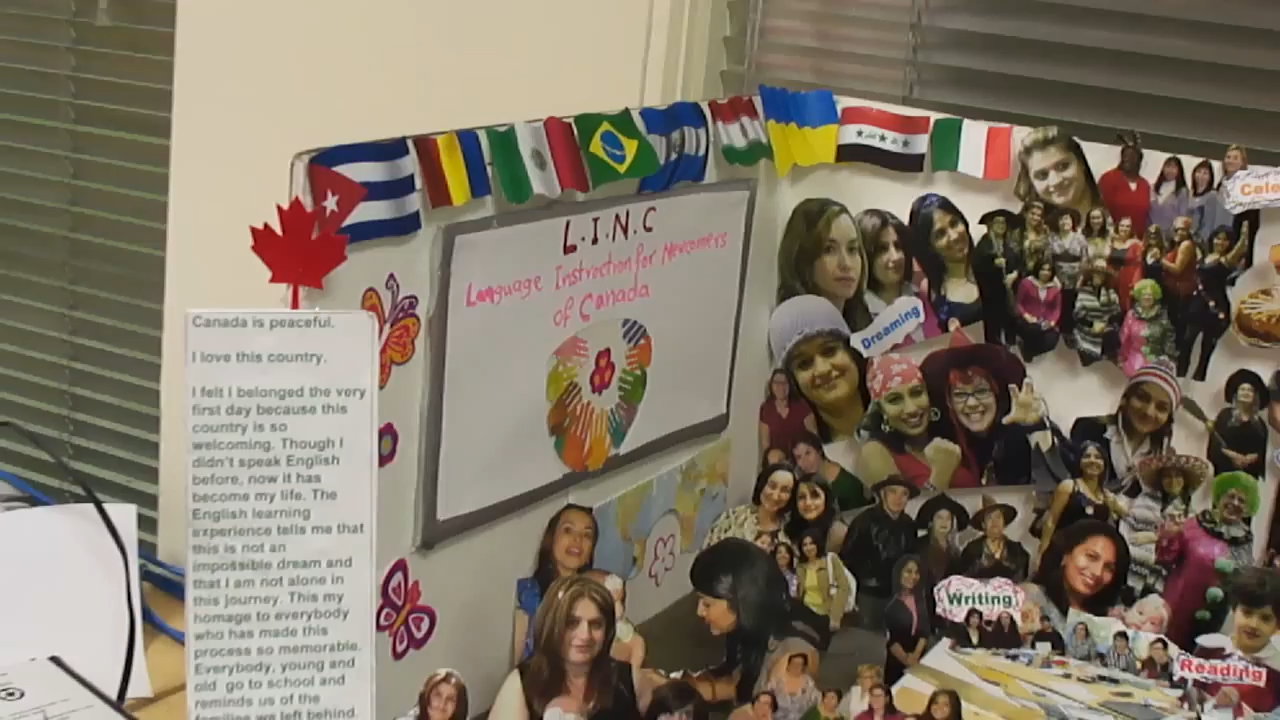 Canada is peaceful.
I love this country.
I felt I belonged the very
first day because this
country is so
welcoming. Though I
didn't speak English
before, now it has
become my life. The
English learning
experience tells me that
this is not an
impossible dream and
that I am not alone in
this journey. This my
homage to everybody
who has made this
process so memorable.
Everybody, young and
old go to school and
reminds us of the
families we left behind.
L.I.N.C
Language Instruction for Newcomers
of Canada
Dreaming
Writing
Reading